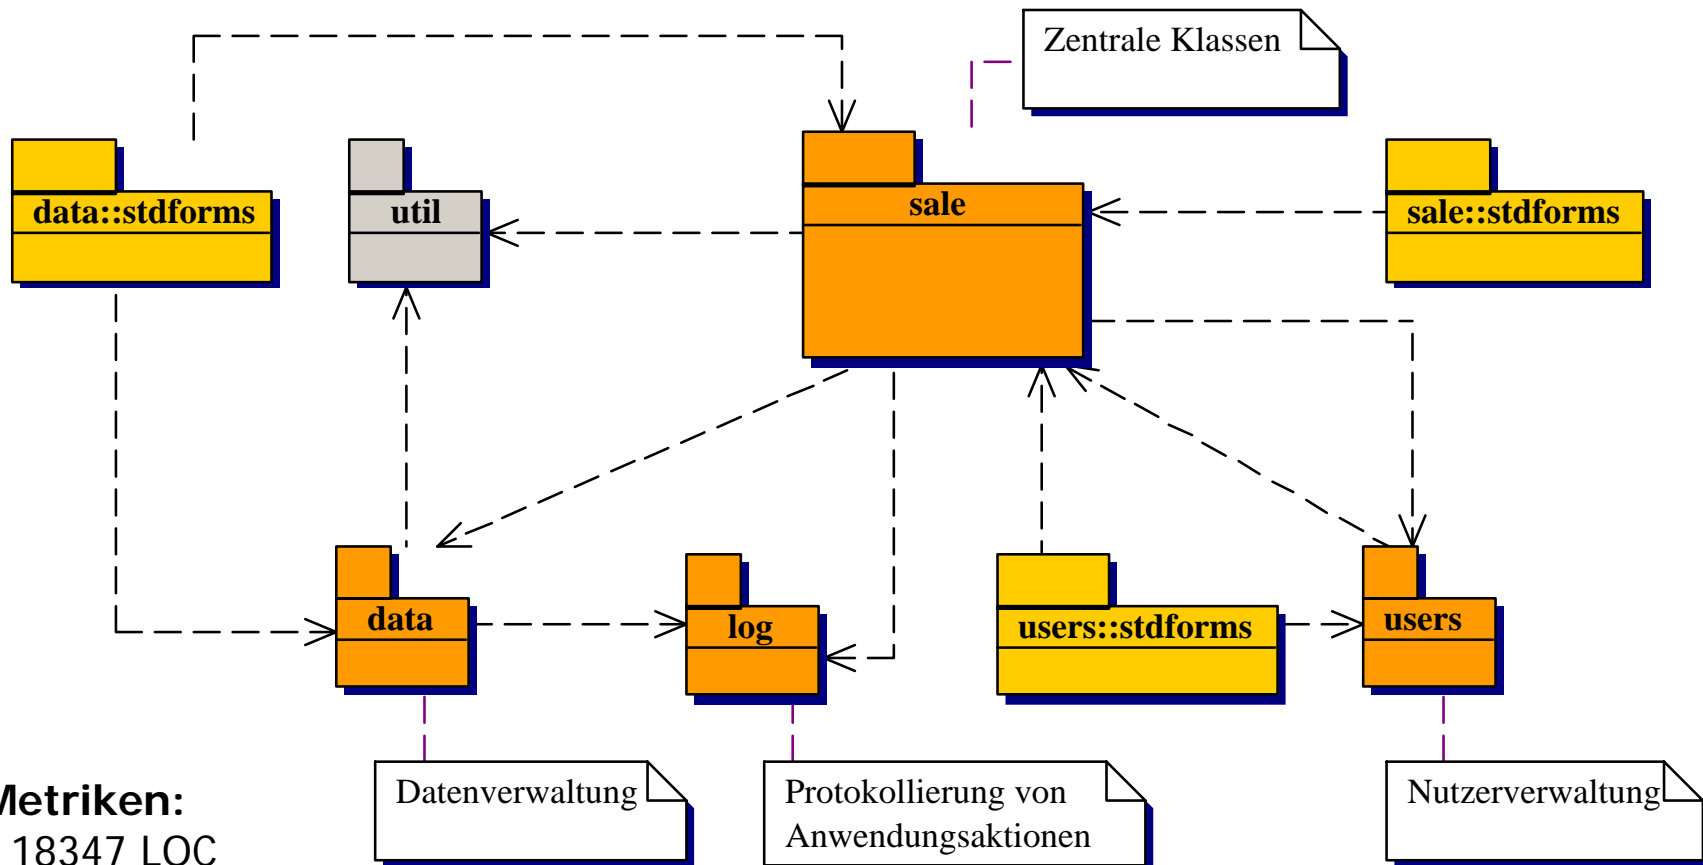 Zentrale Klassen
data::stdforms
util
sale
sale::stdforms
data
log
users::stdforms
users
Datenverwaltung
Protokollierung von
Anwendungsaktionen
Nutzerverwaltung
Metriken:
18347 LOC